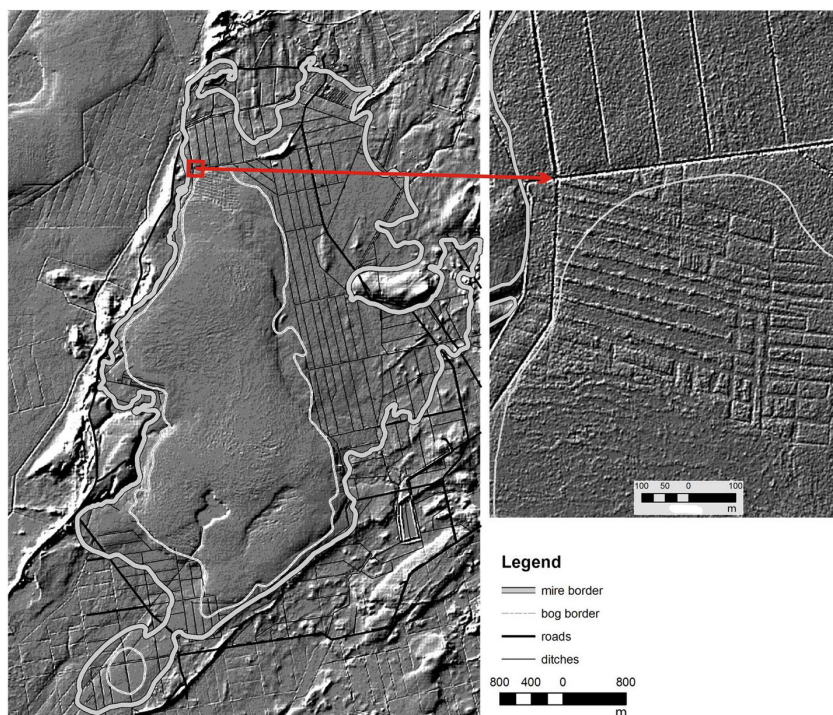 100 50 0 100
m
Legend
mire border
bog border
roads
ditches
800 400 0 800
m